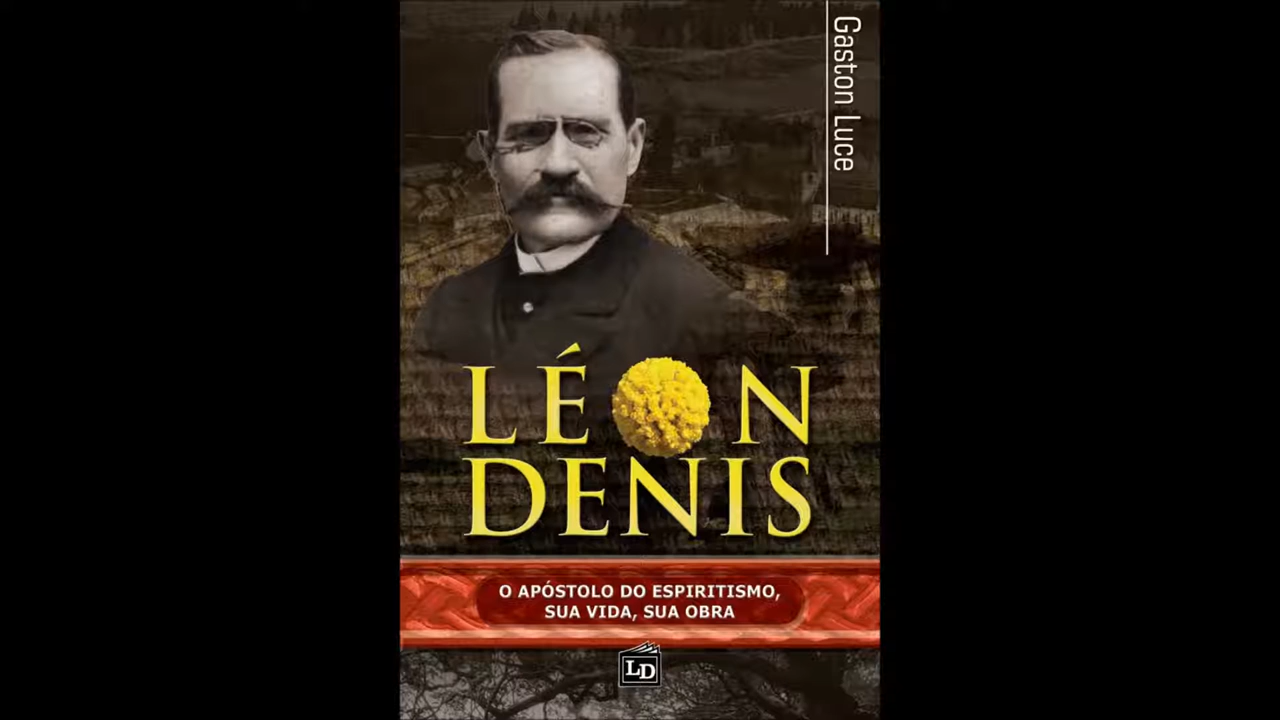 Gaston Luce
LÉON
DENIS
O APÓSTOLO DO ESPIRITISMO,
SUA VIDA, SUA OBRA
LD